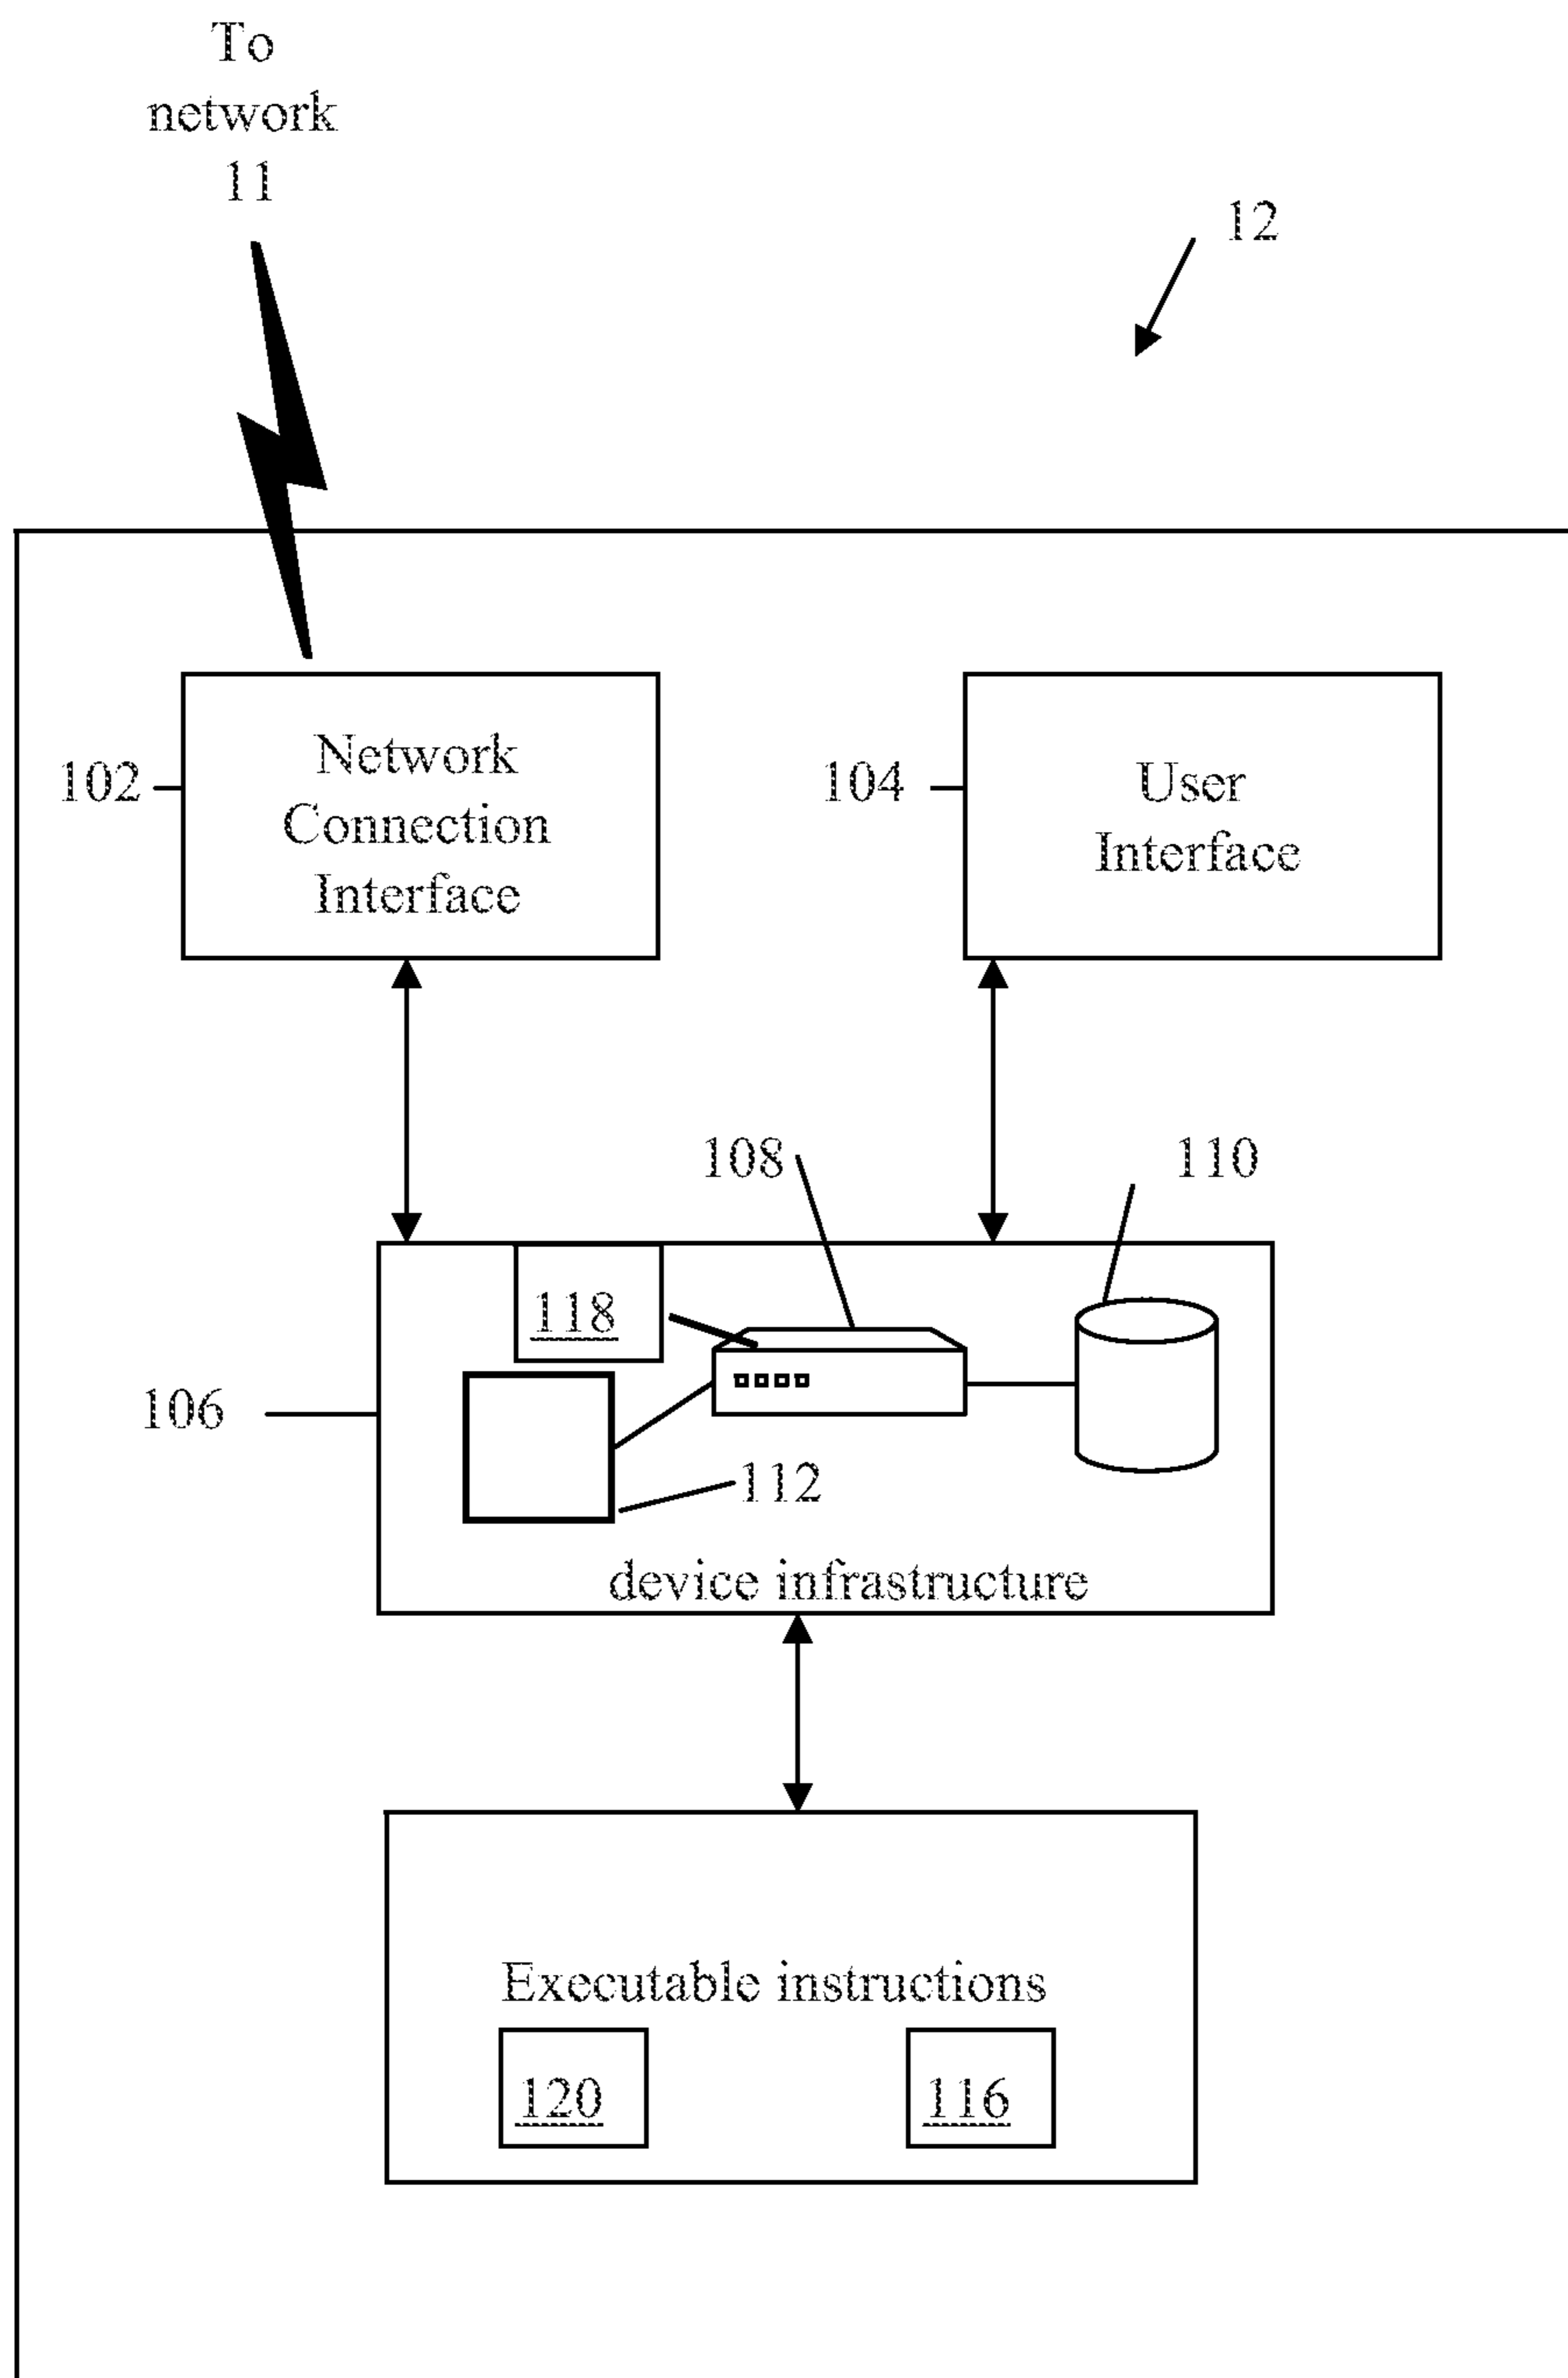 To
network
11
12
102
Network
Connection
Interface
104
User
Interface
108
110
118
106
112
device infrastructure
Executable instructions
120
116